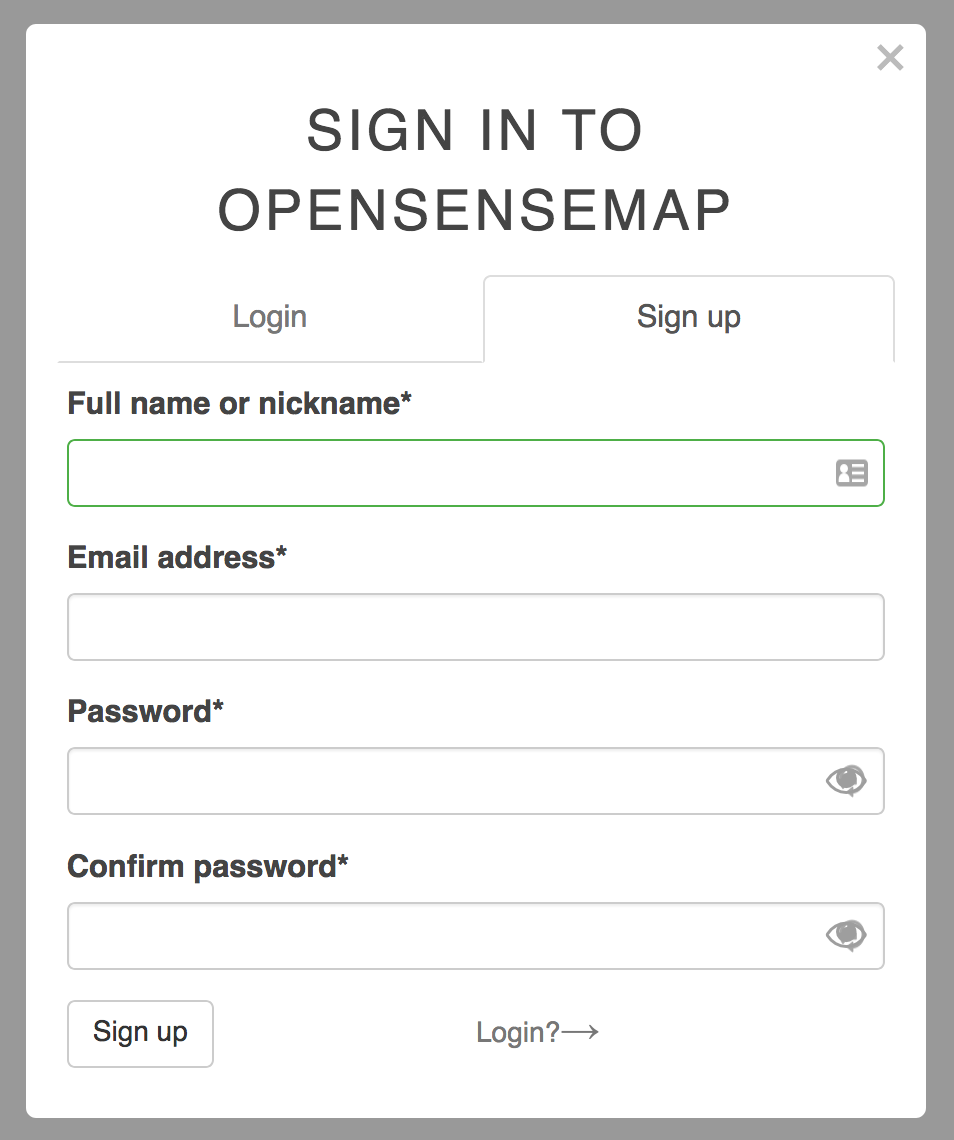 SIGN IN TO
OPENSENSEMAP
Login
Sign up
Full name or nickname*
Email address*
Password*
Confirm password*
Sign up
Login?→